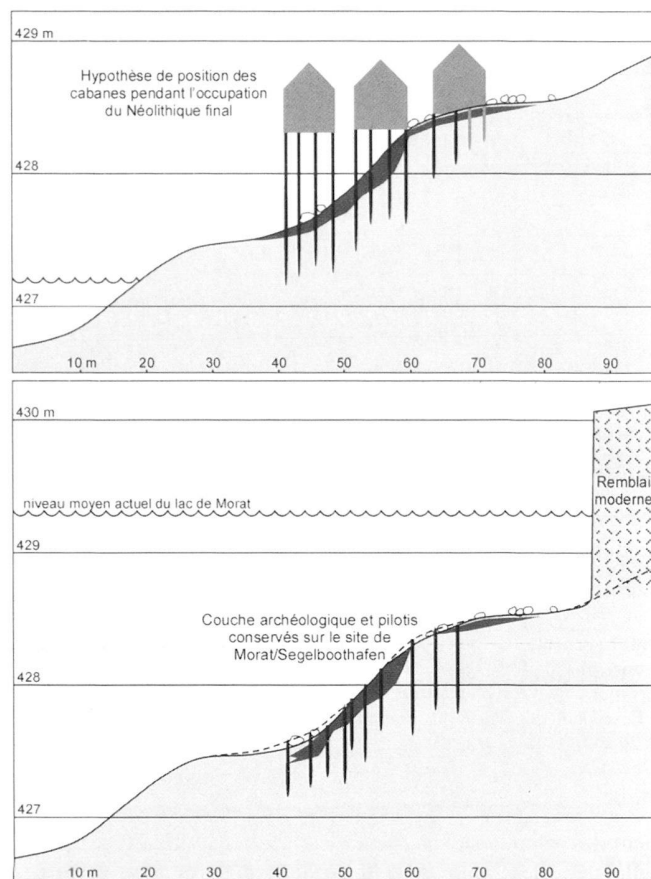 429 m
Hypothèse de position des
cabanes pendant l'occupation
du Néolithique final
428
427
10 m 20 30 40 50 60 70 80 90
430 m
Remblai
moderne
niveau moyen actuel du lac de Morat
429
Couche archéologique et pilotis
conservés sur le site de
Morat/Segelboothafen
428
427
10 m 20 30 40 50 60 70 80 90